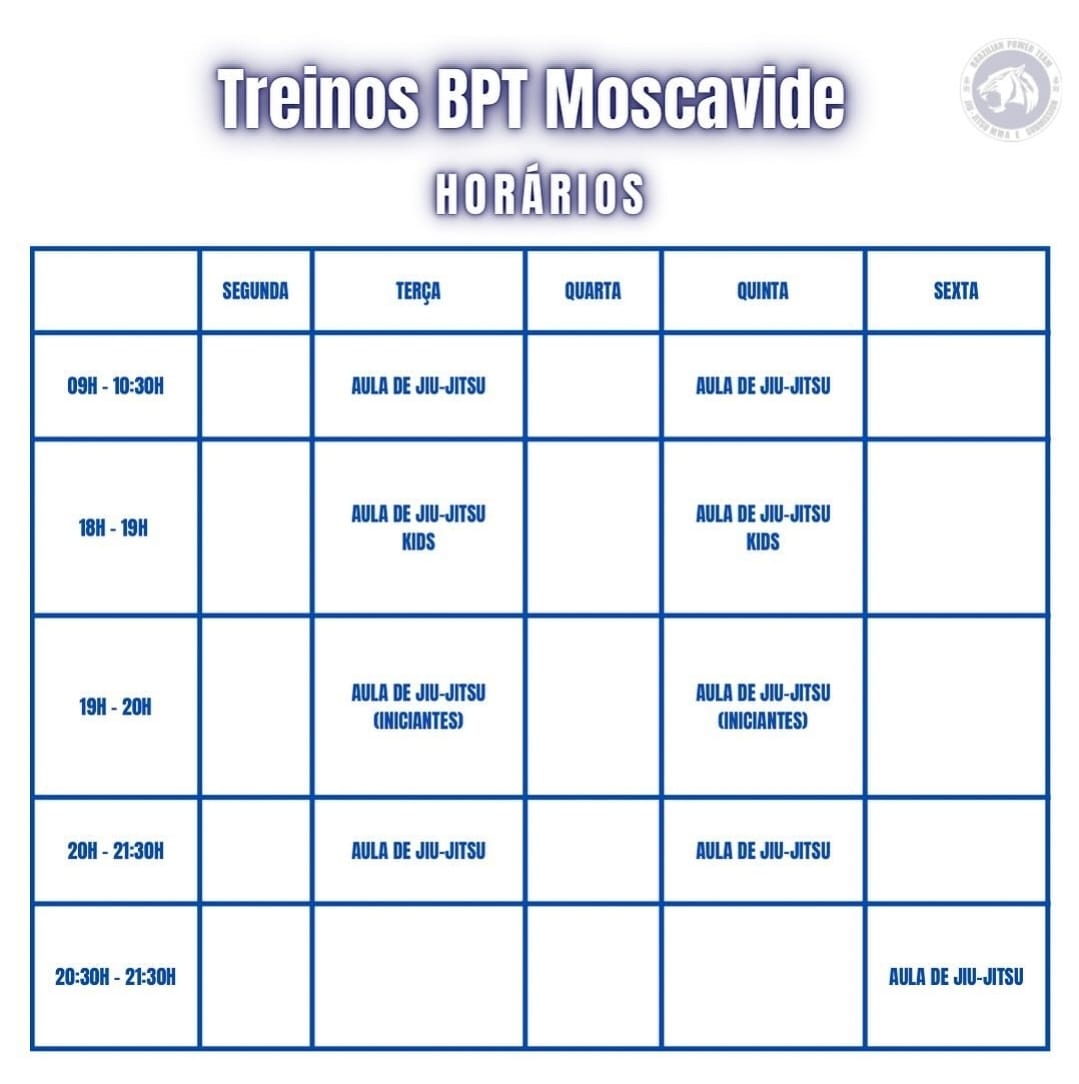 Treinos BPT Moscavide
BRAZILIAN POWER TEAM
JIU-JITSU MMA E SUBMISSION
HORÁRIOS
SEGUNDA TERÇA QUARTA QUINTA SEXTA
09H - 10:30H AULA DE JIU-JITSU AULA DE JIU-JITSU
18H - 19H AULA DE JIU-JITSU AULA DE JIU-JITSU
KIDS KIDS
19H - 20H AULA DE JIU-JITSU AULA DE JIU-JITSU
(INICIANTES) (INICIANTES)
20H - 21:30H AULA DE JIU-JITSU AULA DE JIU-JITSU
20:30H - 21:30H AULA DE JIU-JITSU